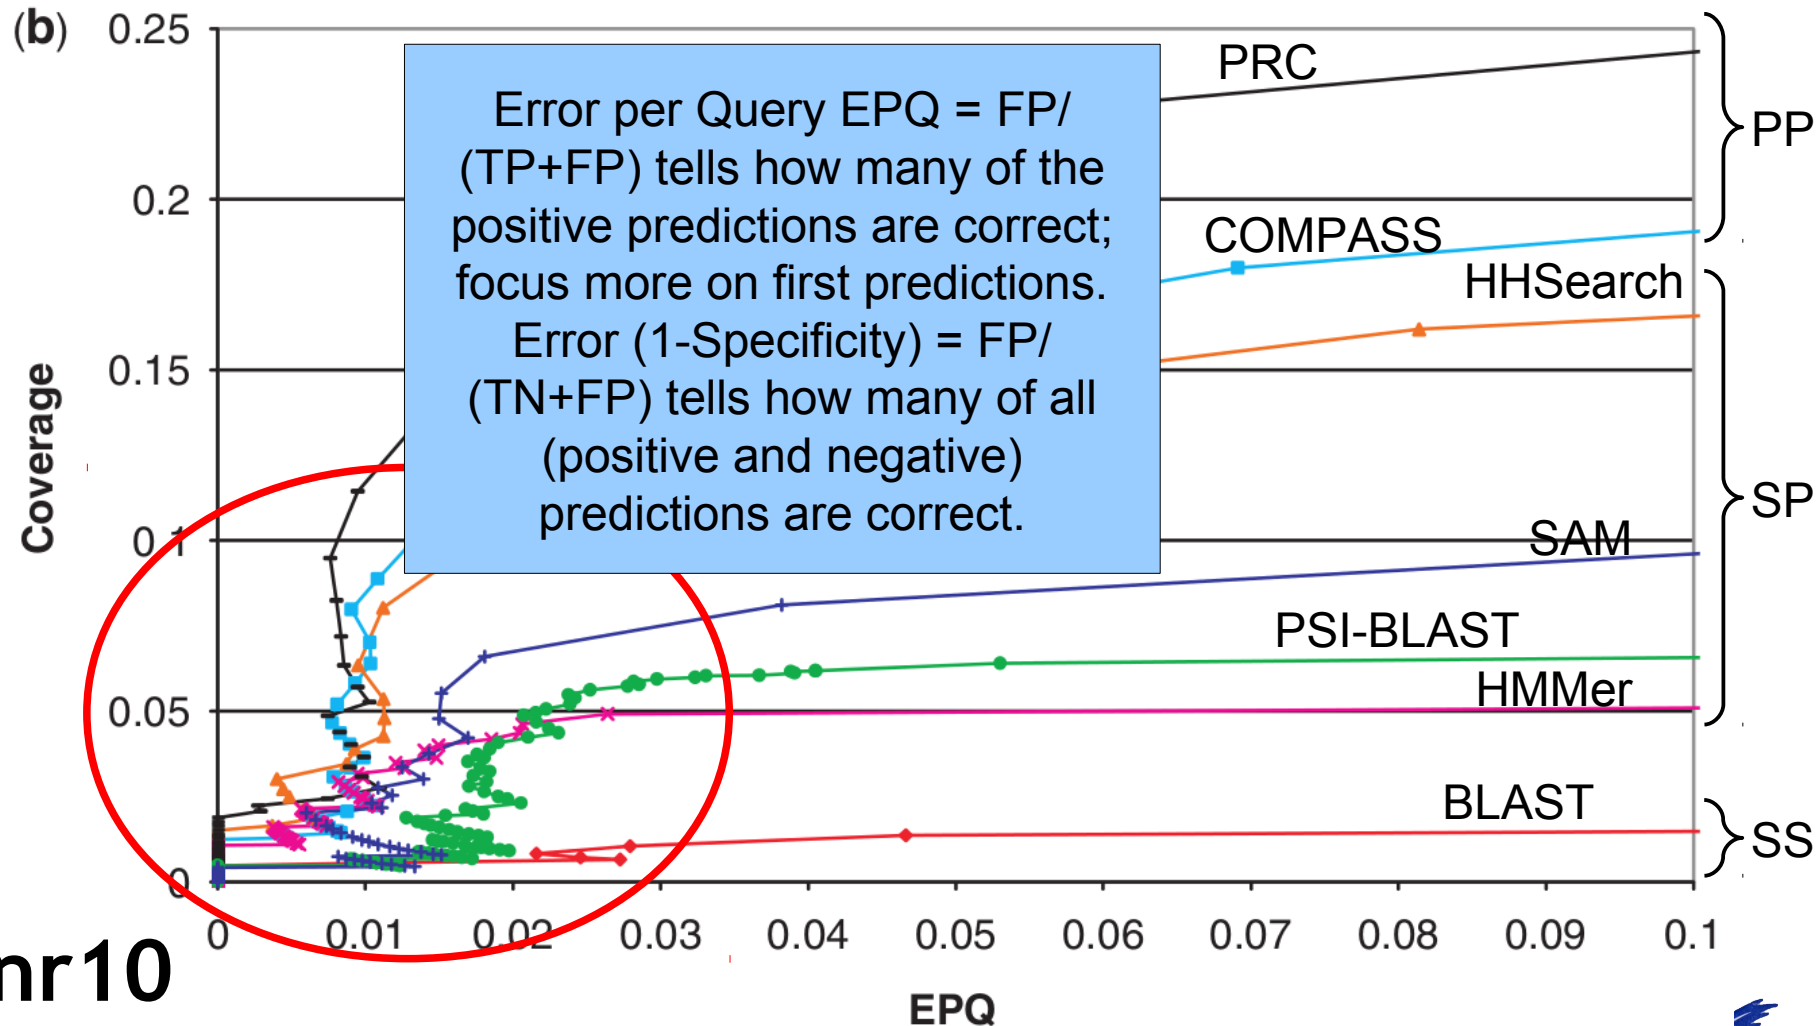 (b)
0.25
0.2
0.15
0.1
0.05
0
Coverage
Error per Query EPQ = FP/
(TP+FP) tells how many of the
positive predictions are correct;
focus more on first predictions.
Error (1-Specificity) = FP/
(TN+FP) tells how many of all
(positive and negative)
predictions are correct.
PRC
COMPASS
HHSearch
SAM
PSI-BLAST
HMMer
BLAST
PP
SP
SS
0 0.01 0.02 0.03 0.04 0.05 0.06 0.07 0.08 0.09 0.1
EPQ
nr10